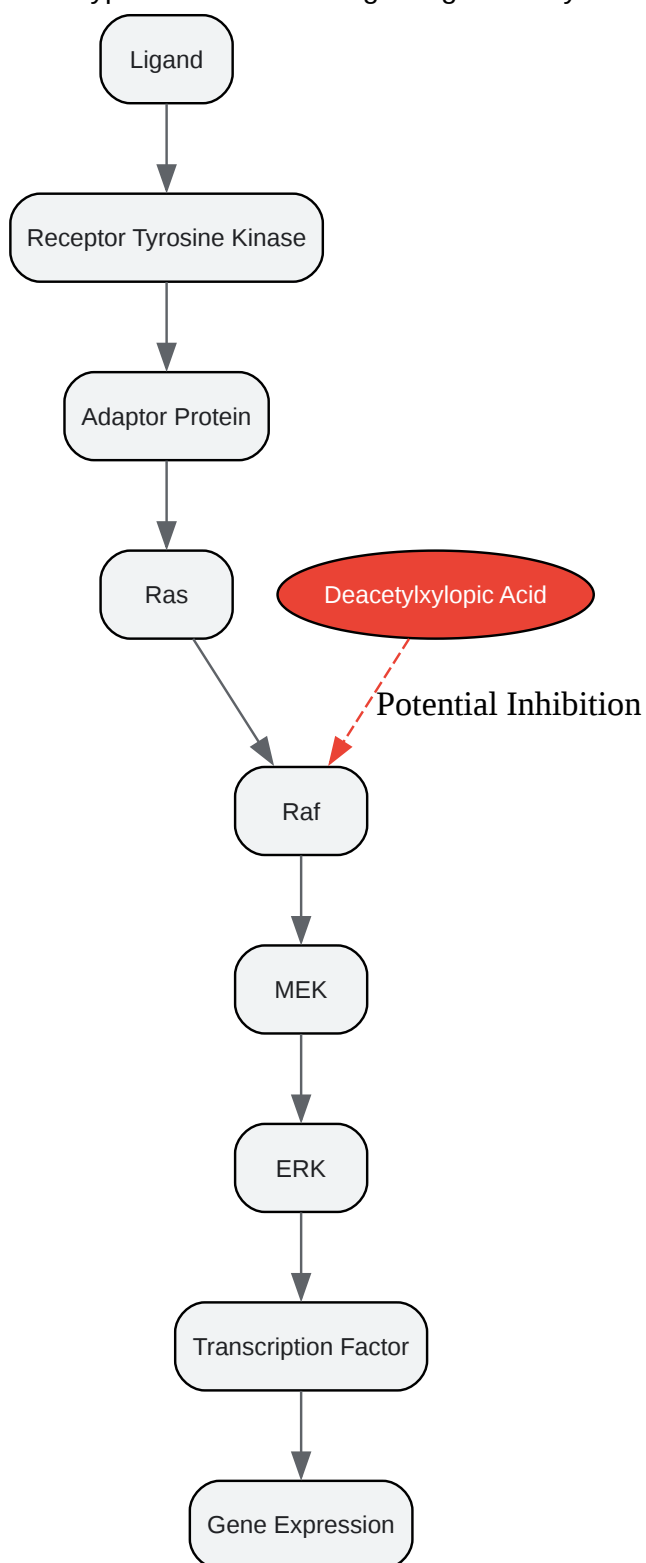 Ligand
Receptor Tyrosine Kinase
Adaptor Protein
Ras
Deacetylxylopic Acid
Potential Inhibition
Raf
MEK
ERK
Transcription Factor
Gene Expression